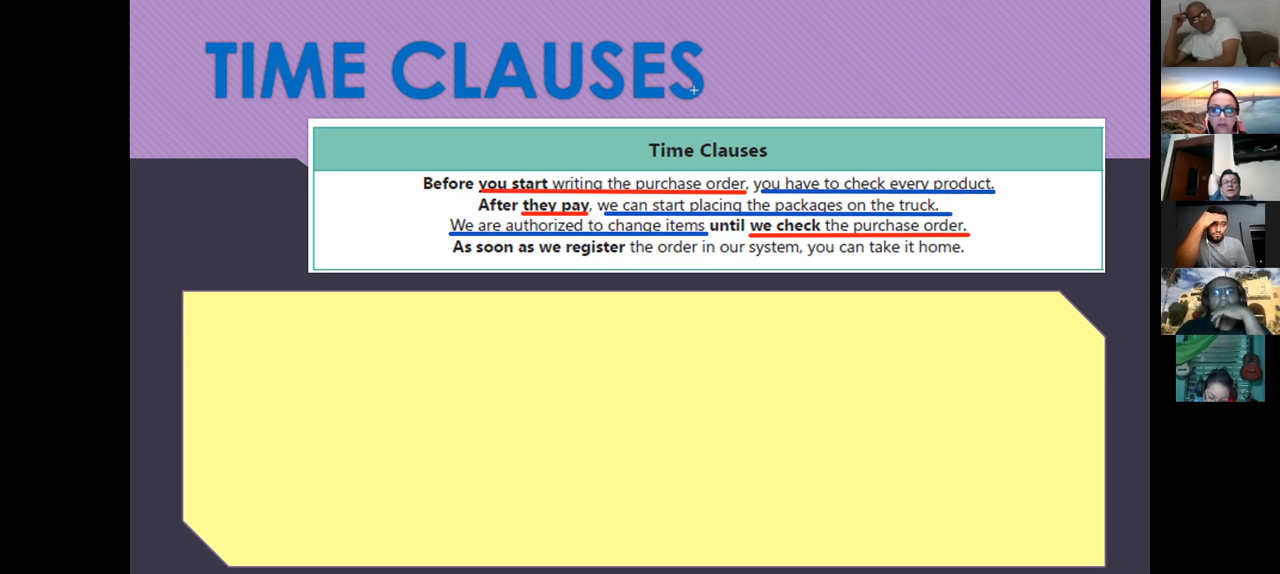 TIME CLAUSES
Time Clauses
Before you start writing the purchase order, you have to check every product.
After they pay, we can start placing the packages on the truck.
We are authorized to change items until we check the purchase order.
As soon as we register the order in our system, you can take it home.